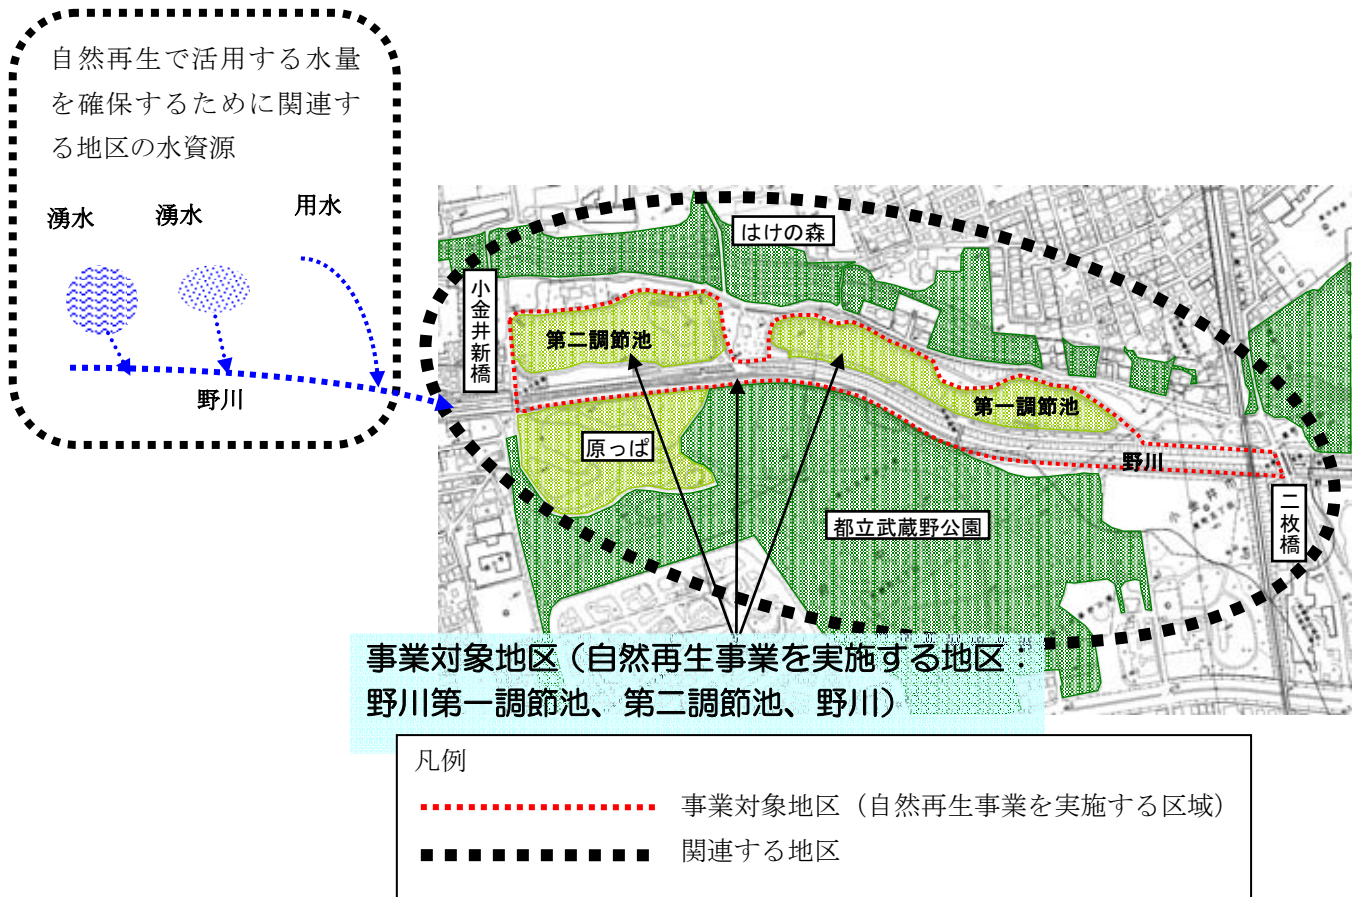 自然再生で活用する水量
を確保するために関連す
る地区の水資源
湧水
湧水
用水
野川
はけの森
小金井新橋
第二調節池
第一調節池
原っぱ
野川
都立武蔵野公園
二枚橋
事業対象地区（自然再生事業を実施する地区：
野川第一調節池、第二調節池、野川）
凡例
事業対象地区（自然再生事業を実施する区域）
関連する地区